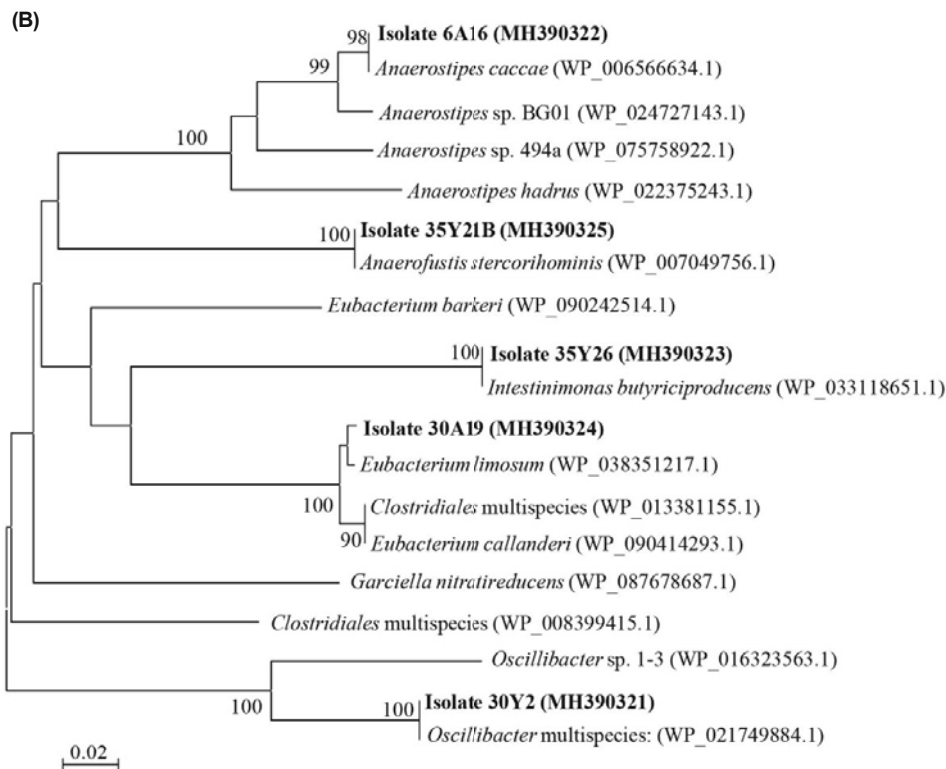 (B)
98
Isolate 6A16 (MH390322)
Anaerostipes caccae (WP_006566634.1)
99
Anaerostipes sp. BG01 (WP_024727143.1)
100
Anaerostipes sp. 494a (WP_075758922.1)
Anaerostipes hadrus (WP_022375243.1)
100
Isolate 35Y21B (MH390325)
Anaerofustis stercorihominis (WP_007049756.1)
Eubacterium barkeri (WP_090242514.1)
100
Isolate 35Y26 (MH390323)
Intestinimonas butyriciproducens (WP_033118651.1)
Isolate 30A19 (MH390324)
Eubacterium limosum (WP_038351217.1)
100
Clostridiales multispecies (WP_013381155.1)
90
Eubacterium callanderi (WP_090414293.1)
Garciella nitratireducens (WP_087678687.1)
Clostridiales multispecies (WP_008399415.1)
Oscillibacter sp. 1-3 (WP_016323563.1)
100
100
Isolate 30Y2 (MH390321)
Oscillibacter multispecies: (WP_021749884.1)
0.02